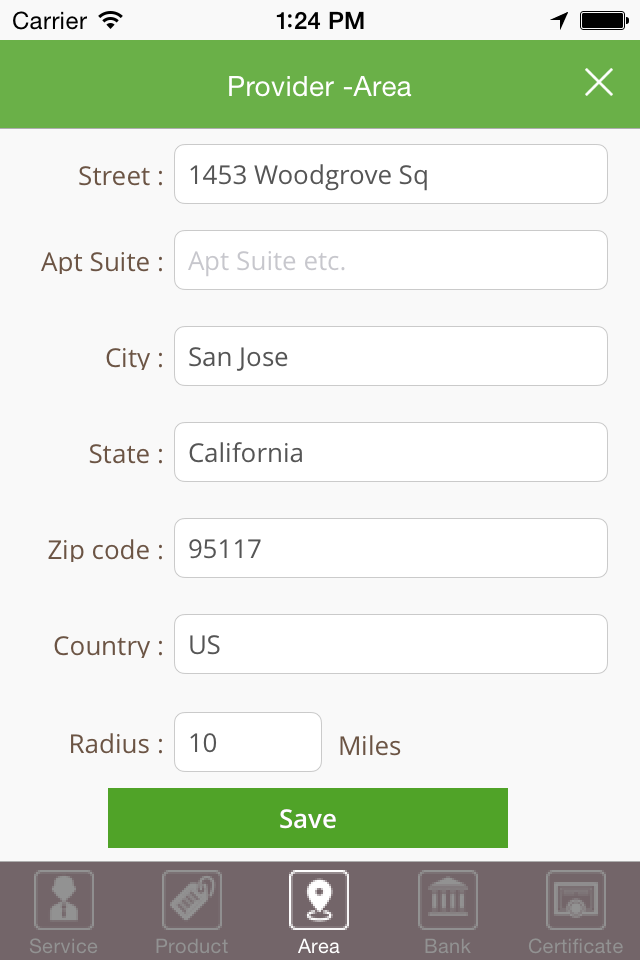 Carrier 1:24 PM
Provider -Area
Street : 1453 Woodgrove Sq
Apt Suite : Apt Suite etc.
City : San Jose
State : California
Zip code : 95117
Country : US
Radius : 10 Miles
Save
Service Product Area Bank Certificate